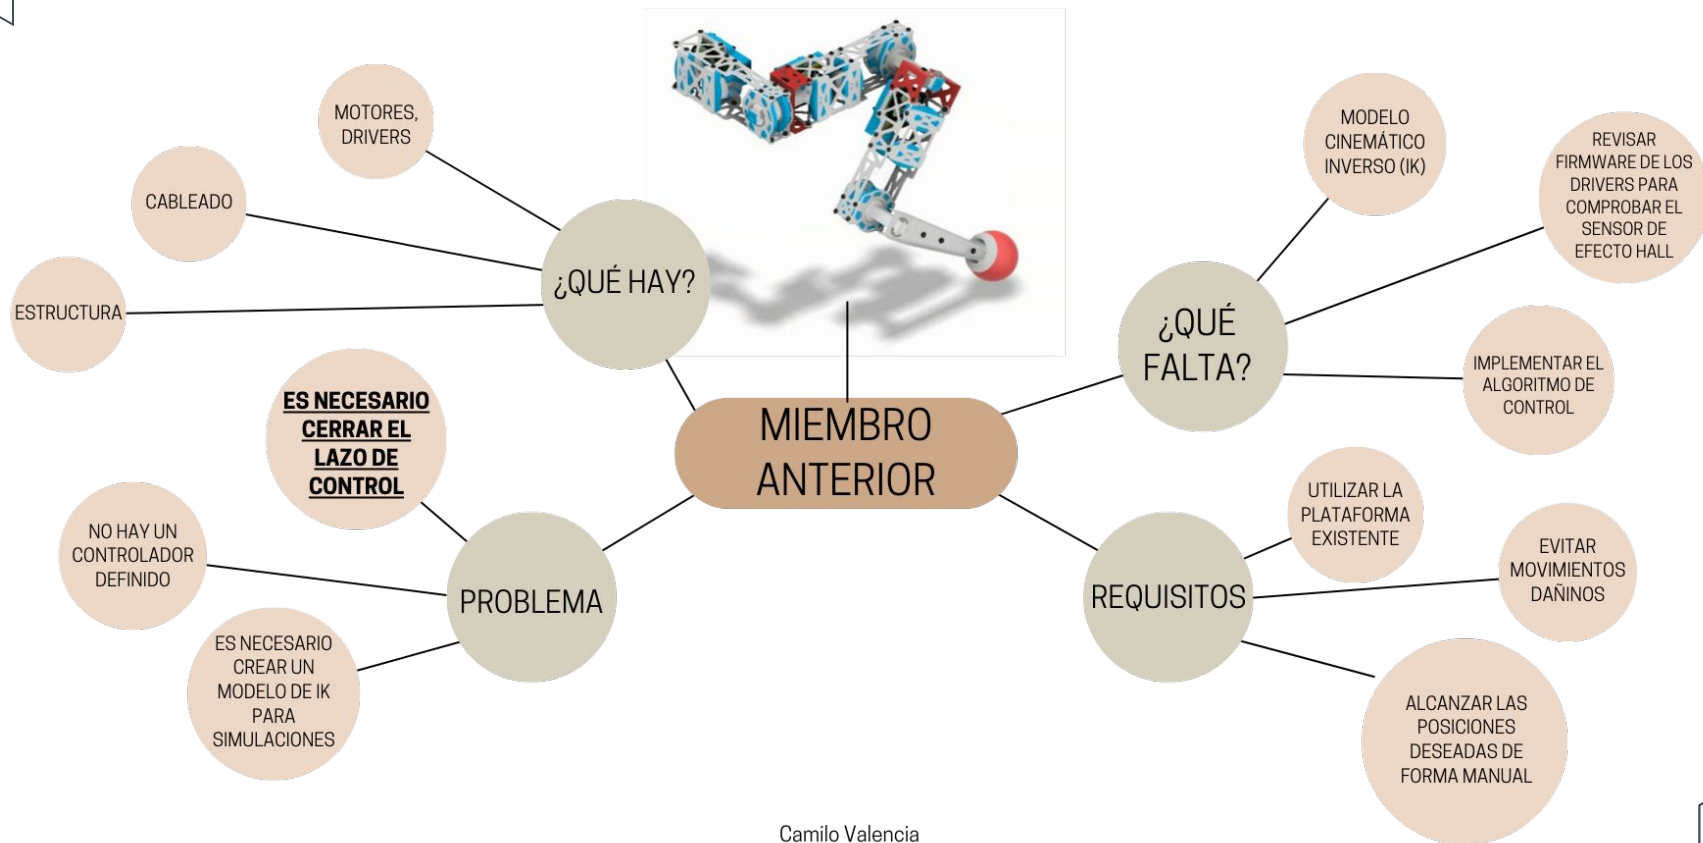 MOTORES,
DRIVERS
CABLEADO
ESTRUCTURA
¿QUÉ HAY?
MODELO
CINEMÁTICO
INVERSO (IK)
REVISAR
FIRMWARE DE LOS
DRIVERS PARA
COMPROBAR EL
SENSOR DE
EFECTO HALL
¿QUÉ
FALTA?
IMPLEMENTAR EL
ALGORITMO DE
CONTROL
MIEMBRO
ANTERIOR
ES NECESARIO
CERRAR EL
LAZO DE
CONTROL
NO HAY UN
CONTROLADOR
DEFINIDO
PROBLEMA
ES NECESARIO
CREAR UN
MODELO DE IK
PARA
SIMULACIONES
UTILIZAR LA
PLATAFORMA
EXISTENTE
EVITAR
MOVIMIENTOS
DAÑINOS
REQUISITOS
ALCANZAR LAS
POSICIONES
DESEADAS DE
FORMA MANUAL
Camilo Valencia